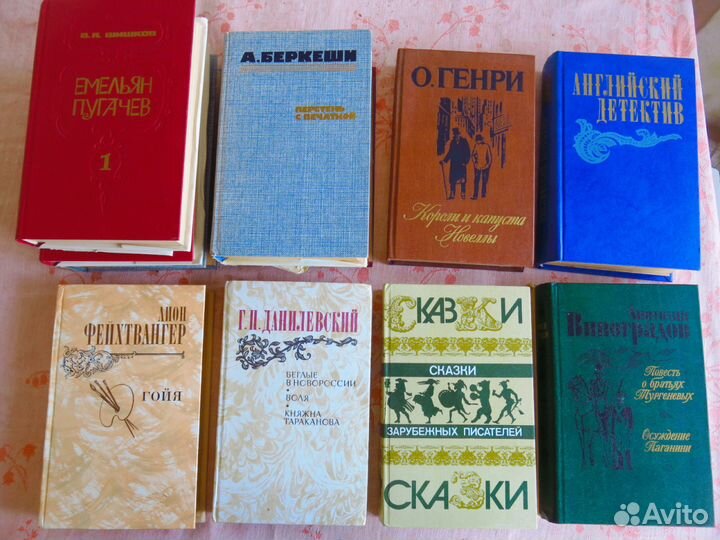 В.Я. ШИШКОВ
ЕМЕЛЬЯН
ПУГАЧЕВ
1
А. БЕРКЕШИ
ПЕРСТЕНЬ
С ПЕЧАТКОЙ
О. ГЕНРИ
Короли и капуста
Новеллы
АНГЛИЙСКИЙ
ДЕТЕКТИВ
ЛИОН
ФЕЙХТВАНГЕР
ГОЙЯ
Г.П. ДАНИЛЕВСКИЙ
БЕГЛЫЕ
В НОВОРОССИИ
•
ВОЛЯ
•
КНЯЖНА
ТАРАКАНОВА
СКАЗКИ
СКАЗКИ
ЗАРУБЕЖНЫХ ПИСАТЕЛЕЙ
СКАЗКИ
Анатолий
Виноградов
Повесть
о братьях
Тургеневых
Осуждение
Паганини
Avito